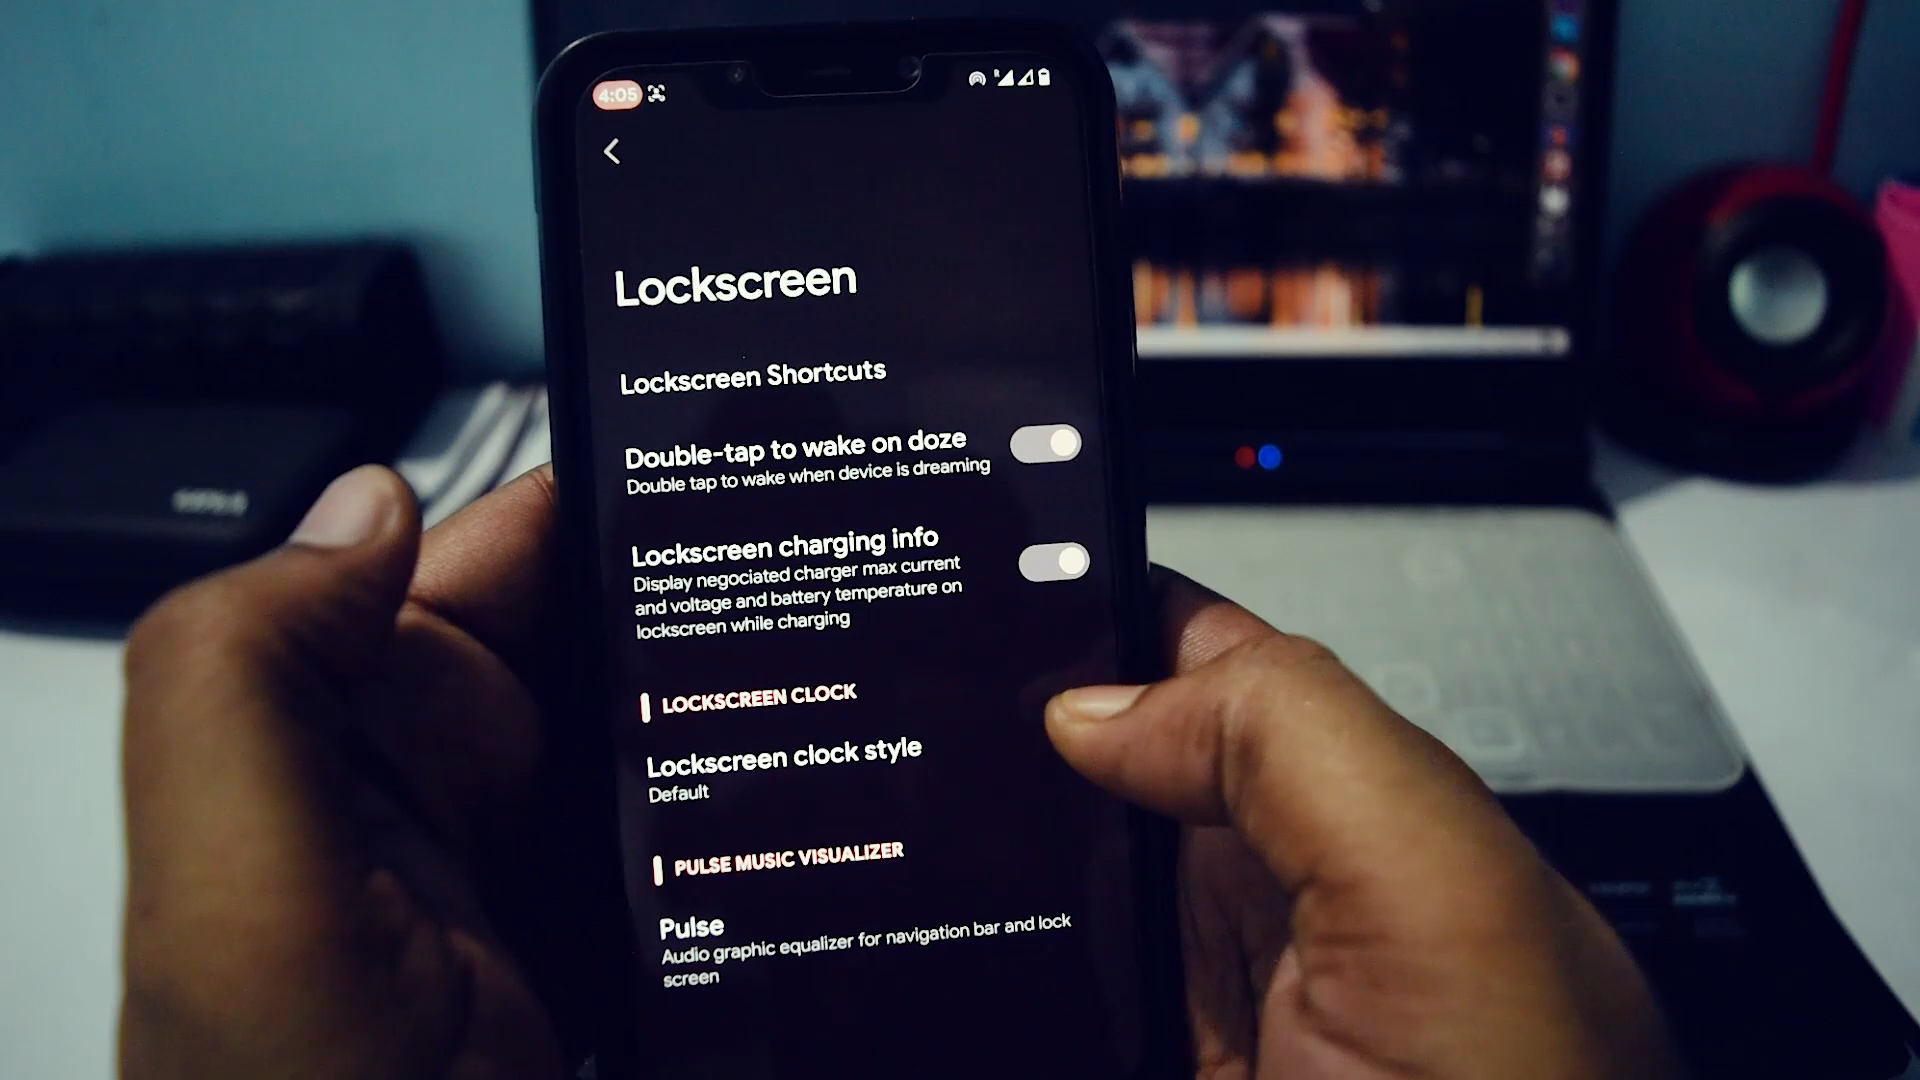 4:05
Lockscreen
Lockscreen Shortcuts
Double-tap to wake on doze
Double tap to wake when device is dreaming
Lockscreen charging info
Display negociated charger max current
and voltage and battery temperature on
lockscreen while charging
LOCKSCREEN CLOCK
Lockscreen clock style
Default
PULSE MUSIC VISUALIZER
Pulse
Audio graphic equalizer for navigation bar and lock
screen